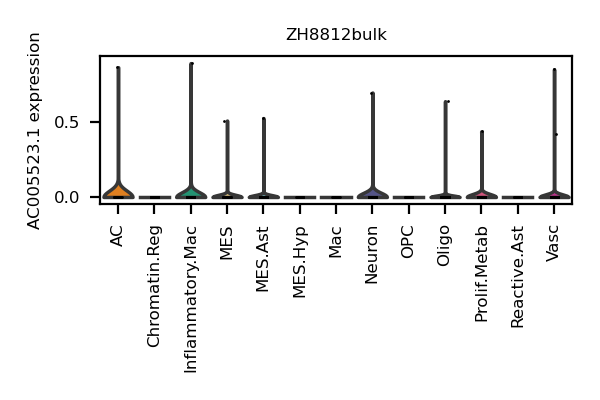 ZH8812bulk
AC005523.1 expression
0.5
0.0
AC
Chromatin.Reg
Inflammatory.Mac
MES
MES.Ast
MES.Hyp
Mac
Neuron
OPC
Oligo
Prolif.Metab
Reactive.Ast
Vasc